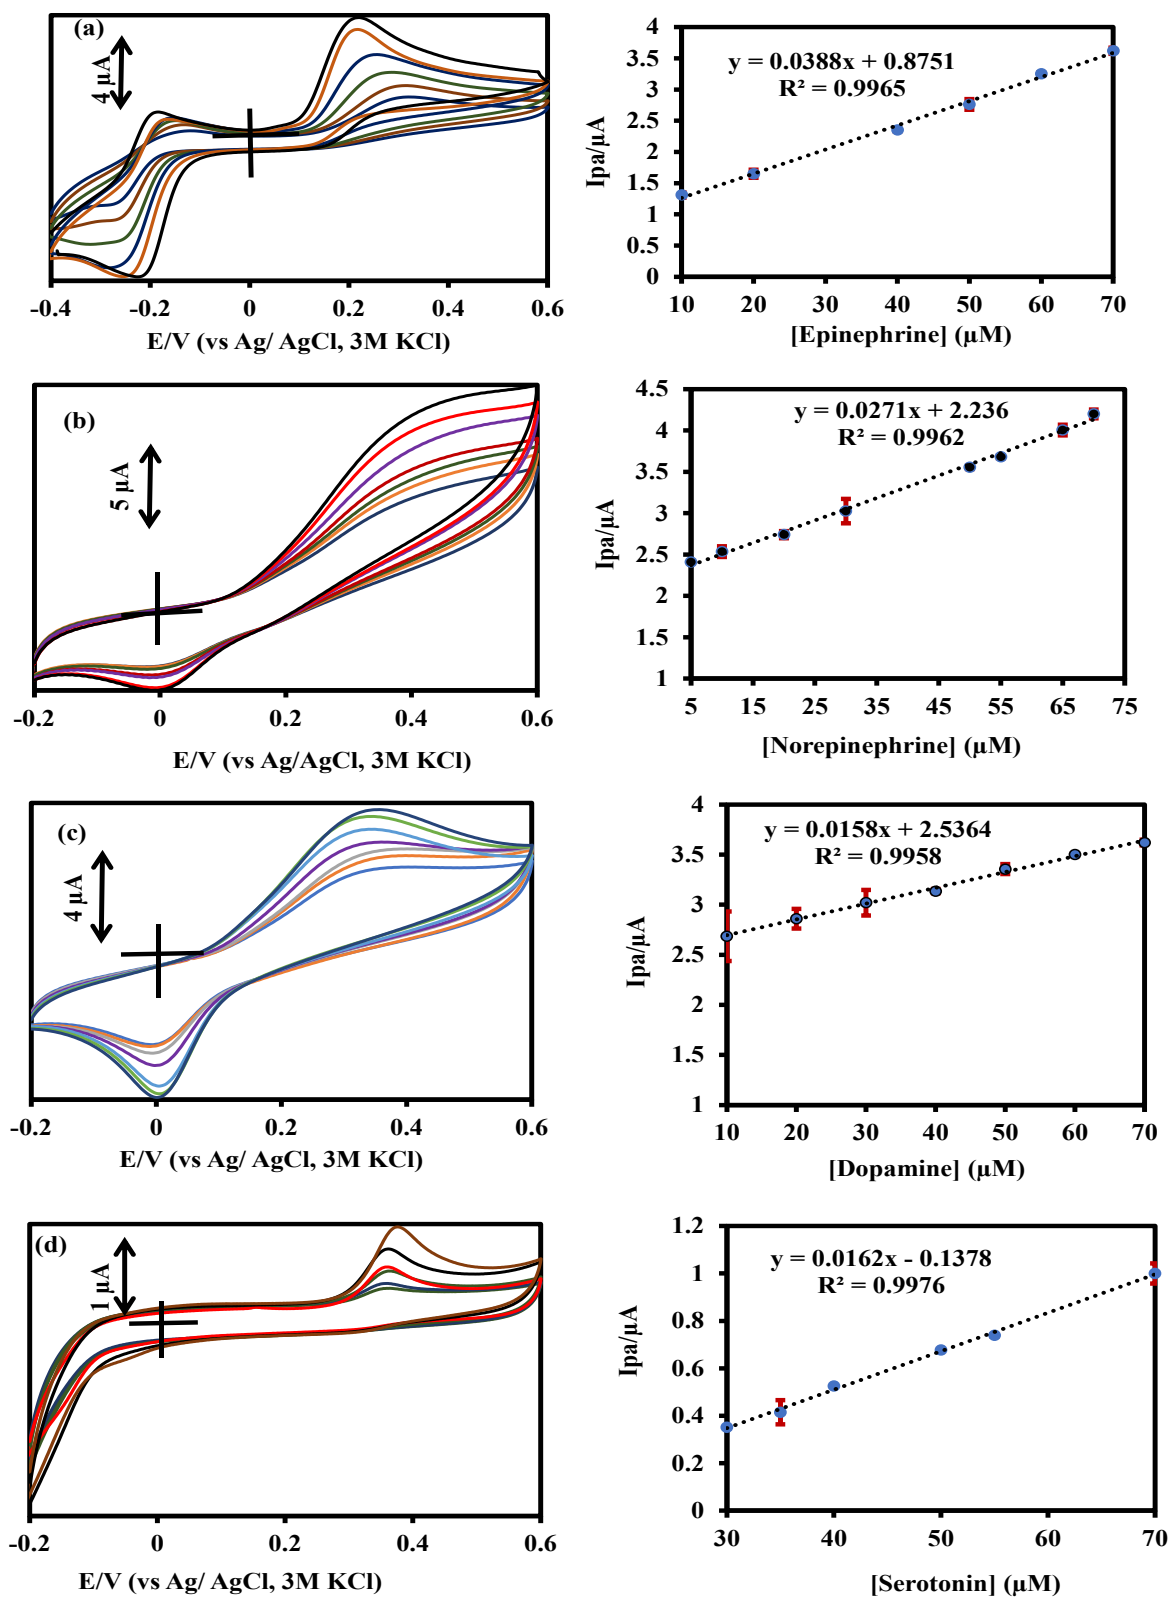 (a)
4 µA
-0.4 -0.2 0 0.2 0.4 0.6
E/V (vs Ag/ AgCl, 3M KCl)
y = 0.0388x + 0.8751
R² = 0.9965
Ipa/µA
4
3.5
3
2.5
2
1.5
1
0.5
0
10 20 30 40 50 60 70
[Epinephrine] (µM)
(b)
5 µA
-0.2 0 0.2 0.4 0.6
E/V (vs Ag/AgCl, 3M KCl)
y = 0.0271x + 2.236
R² = 0.9962
Ipa/µA
4.5
4
3.5
3
2.5
2
1.5
1
5 15 25 35 45 55 65 75
[Norepinephrine] (µM)
(c)
4 µA
-0.2 0 0.2 0.4 0.6
E/V (vs Ag/ AgCl, 3M KCl)
y = 0.0158x + 2.5364
R² = 0.9958
Ipa/µA
4
3.5
3
2.5
2
1.5
1
10 20 30 40 50 60 70
[Dopamine] (µM)
(d)
1 µA
-0.2 0 0.2 0.4 0.6
E/V (vs Ag/ AgCl, 3M KCl)
y = 0.0162x - 0.1378
R² = 0.9976
Ipa/µA
1.2
1
0.8
0.6
0.4
0.2
0
30 40 50 60 70
[Serotonin] (µM)